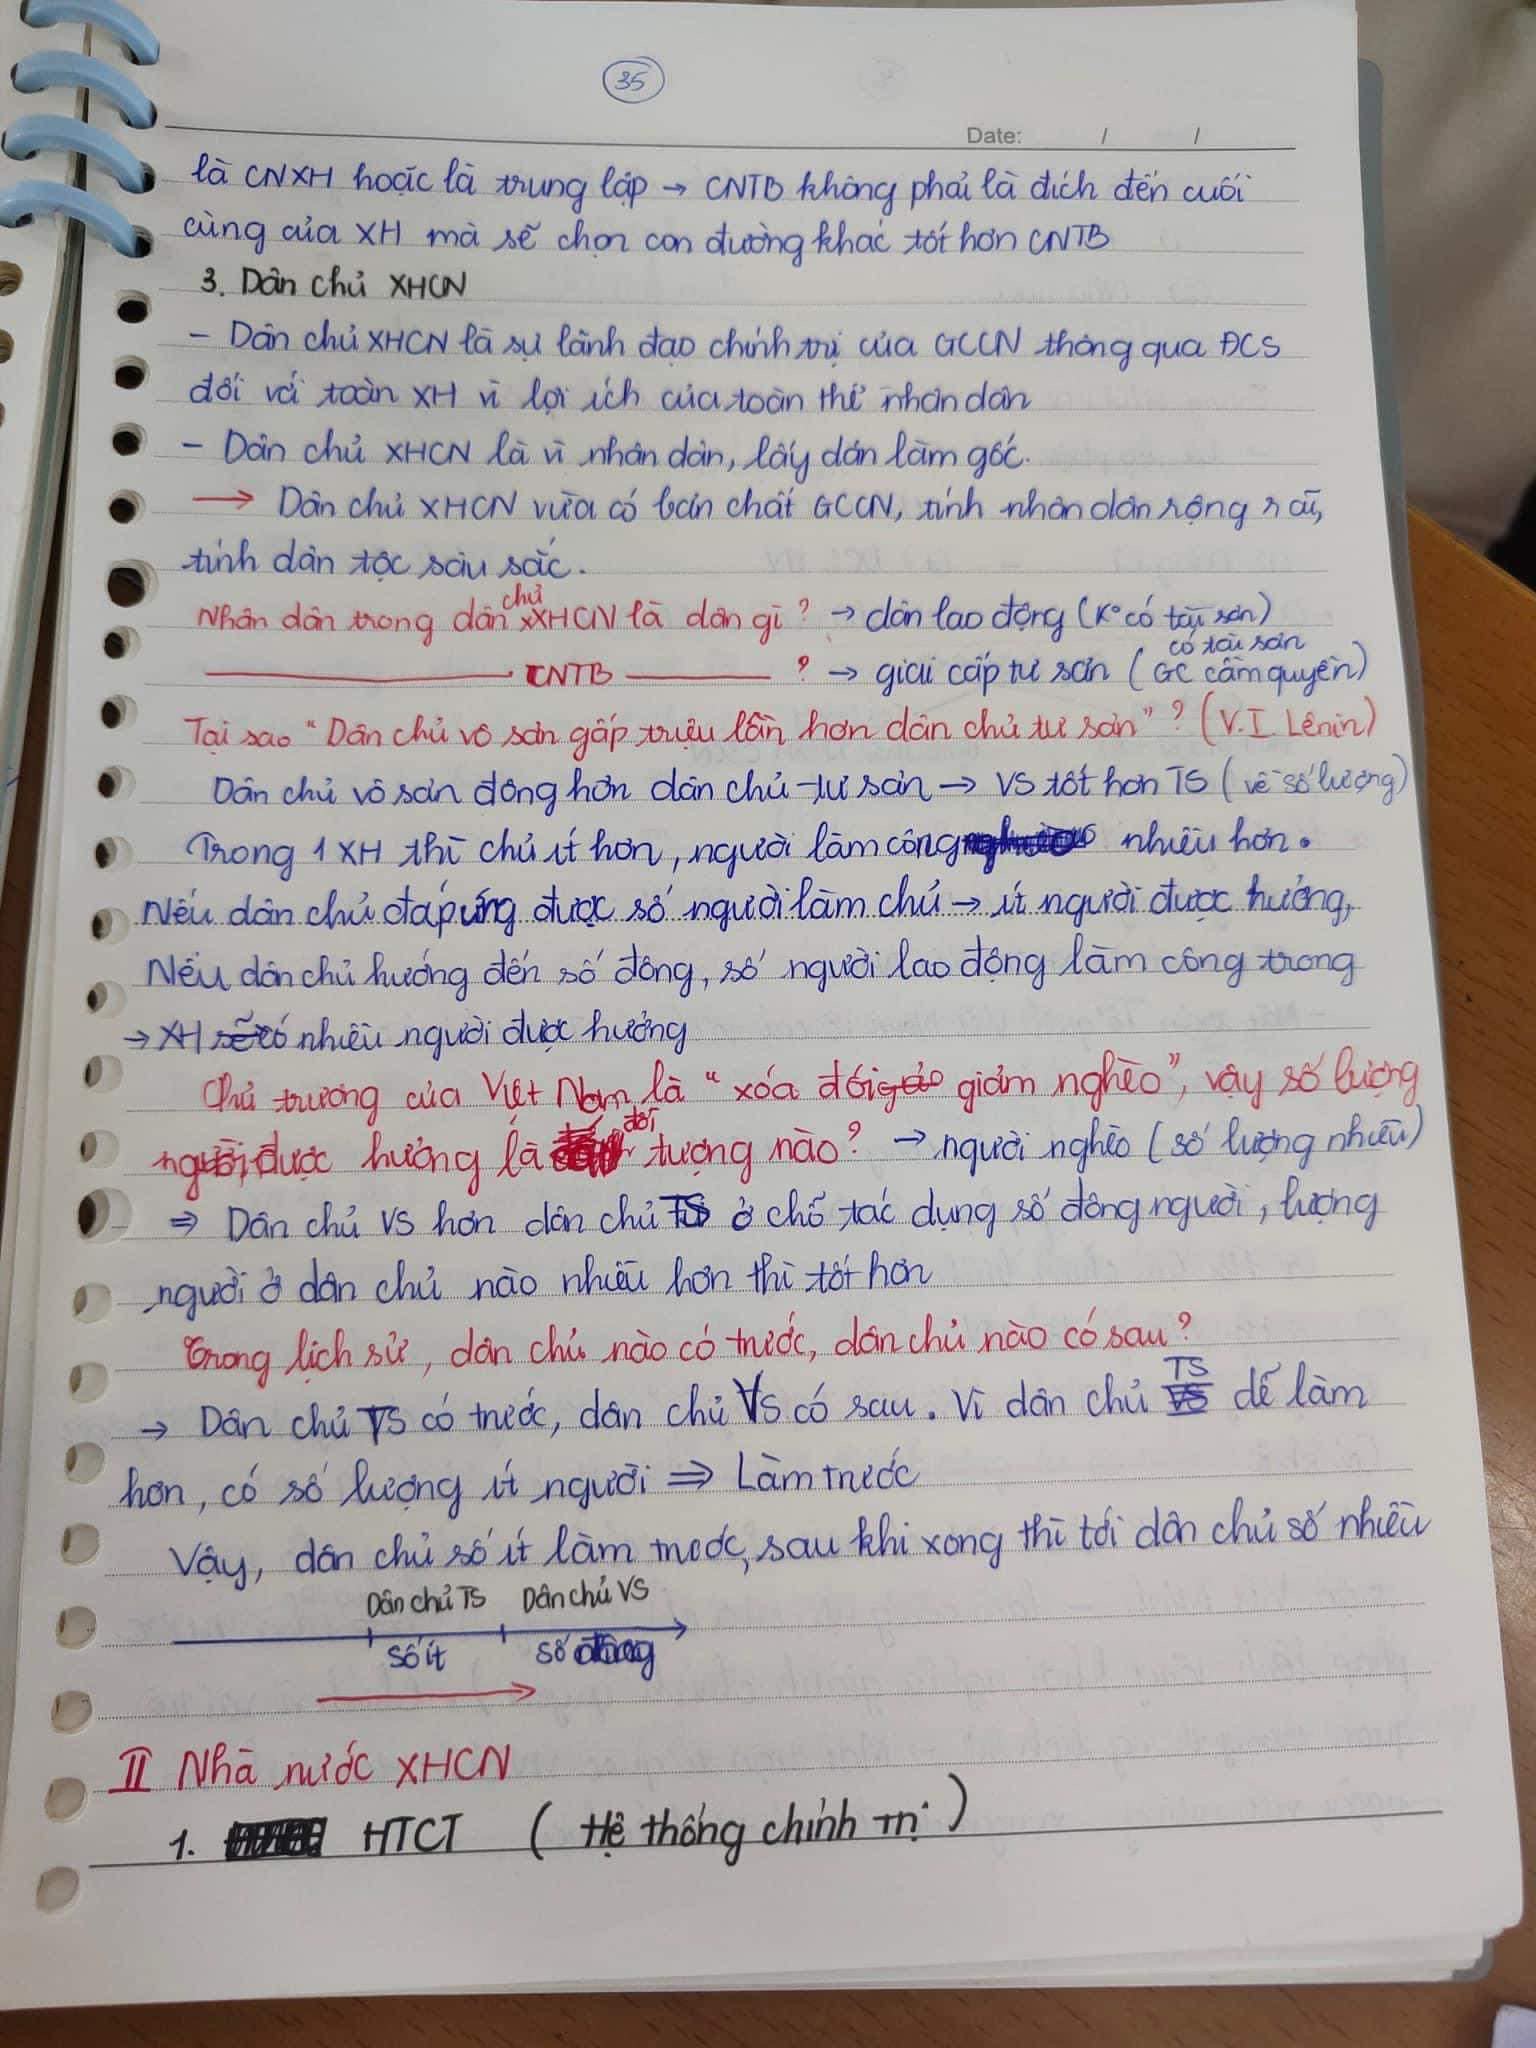 35
Date: / /
là CNXH hoặc là trung lập → CNTB không phải là đích đến cuối
cùng của XH mà sẽ chọn con đường khác tốt hơn CNTB
3. Dân chủ XHCN
- Dân chủ XHCN là sự lãnh đạo chính trị của GCCN thông qua ĐCS
đối với toàn XH vì lợi ích của toàn thể nhân dân
- Dân chủ XHCN là vì nhân dân, lấy dân làm gốc.
→ Dân chủ XHCN vừa có bản chất GCCN, tính nhân dân rộng rãi,
tính dân tộc sâu sắc.
Nhân dân trong dân chủ XHCN là dân gì? → dân lao động (K° có tài sản)
CNTB ? → giai cấp tư sản (có tài sản GC cầm quyền)
Tại sao "Dân chủ vô sản gấp triệu lần hơn dân chủ tư sản"? (V.I. Lênin)
Dân chủ vô sản đông hơn dân chủ tư sản → VS tốt hơn TS (về số lượng)
Trong 1 XH thì chủ ít hơn, người làm công nhiều hơn.
Nếu dân chủ đáp ứng được số người làm chủ → ít người được hưởng,
Nếu dân chủ hướng đến số đông, số người lao động làm công trong
→ XH nhiều người được hưởng
Chủ trương của Việt Nam là "xóa đói giảm nghèo", vậy số lượng
người được hưởng là đối tượng nào? → người nghèo (số lượng nhiều)
⇒ Dân chủ VS hơn dân chủ TS ở chỗ tác dụng số đông người, lượng
người ở dân chủ nào nhiều hơn thì tốt hơn
Trong lịch sử, dân chủ nào có trước, dân chủ nào có sau?
→ Dân chủ TS có trước, dân chủ VS có sau. Vì dân chủ TS dễ làm
hơn, có số lượng ít người ⇒ Làm trước
Vậy, dân chủ số ít làm trước, sau khi xong thì tới dân chủ số nhiều
Dân chủ TS Dân chủ VS
Số ít số đông
II Nhà nước XHCN
1. HTCT (Hệ thống chính trị)